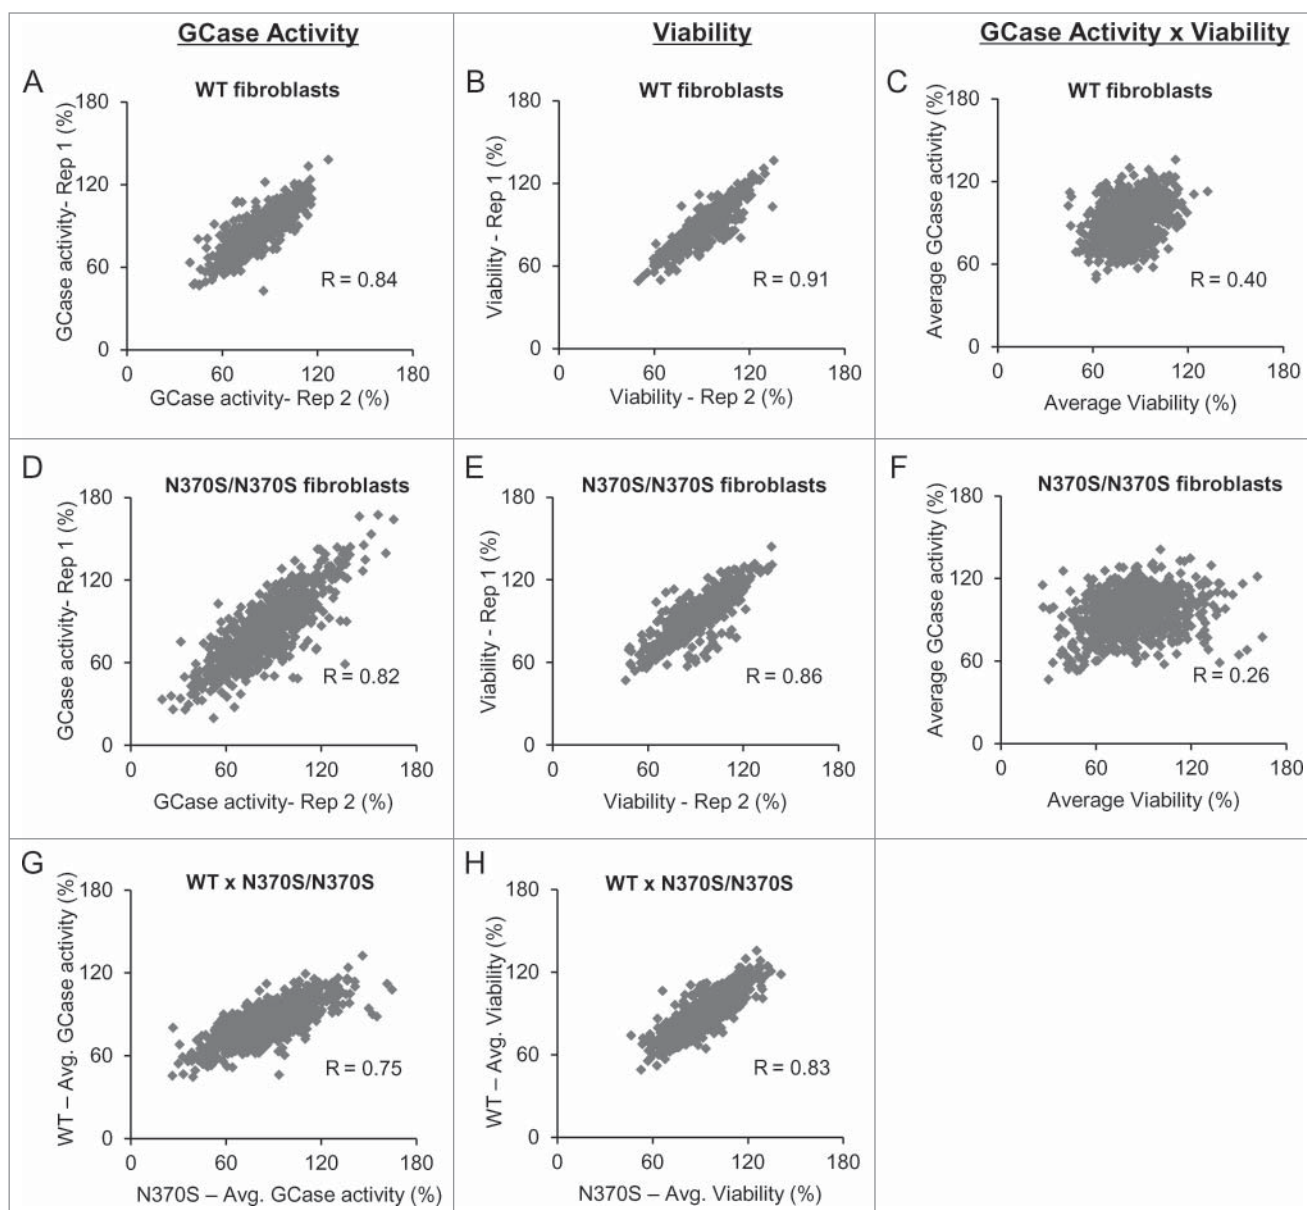 GCase Activity
Viability
GCase Activity x Viability
A
WT fibroblasts
GCase activity- Rep 1 (%)
180
120
60
0
R = 0.84
0 60 120 180
GCase activity- Rep 2 (%)
B
WT fibroblasts
Viability - Rep 1 (%)
180
120
60
0
R = 0.91
0 60 120 180
Viability - Rep 2 (%)
C
WT fibroblasts
Average GCase activity (%)
180
120
60
0
R = 0.40
0 60 120 180
Average Viability (%)
D
N370S/N370S fibroblasts
GCase activity- Rep 1 (%)
180
120
60
0
R = 0.82
0 60 120 180
GCase activity- Rep 2 (%)
E
N370S/N370S fibroblasts
Viability - Rep 1 (%)
180
120
60
0
R = 0.86
0 60 120 180
Viability - Rep 2 (%)
F
N370S/N370S fibroblasts
Average GCase activity (%)
180
120
60
0
R = 0.26
0 60 120 180
Average Viability (%)
G
WT x N370S/N370S
WT – Avg. GCase activity (%)
180
120
60
0
R = 0.75
0 60 120 180
N370S – Avg. GCase activity (%)
H
WT x N370S/N370S
WT – Avg. Viability (%)
180
120
60
0
R = 0.83
0 60 120 180
N370S – Avg. Viability (%)